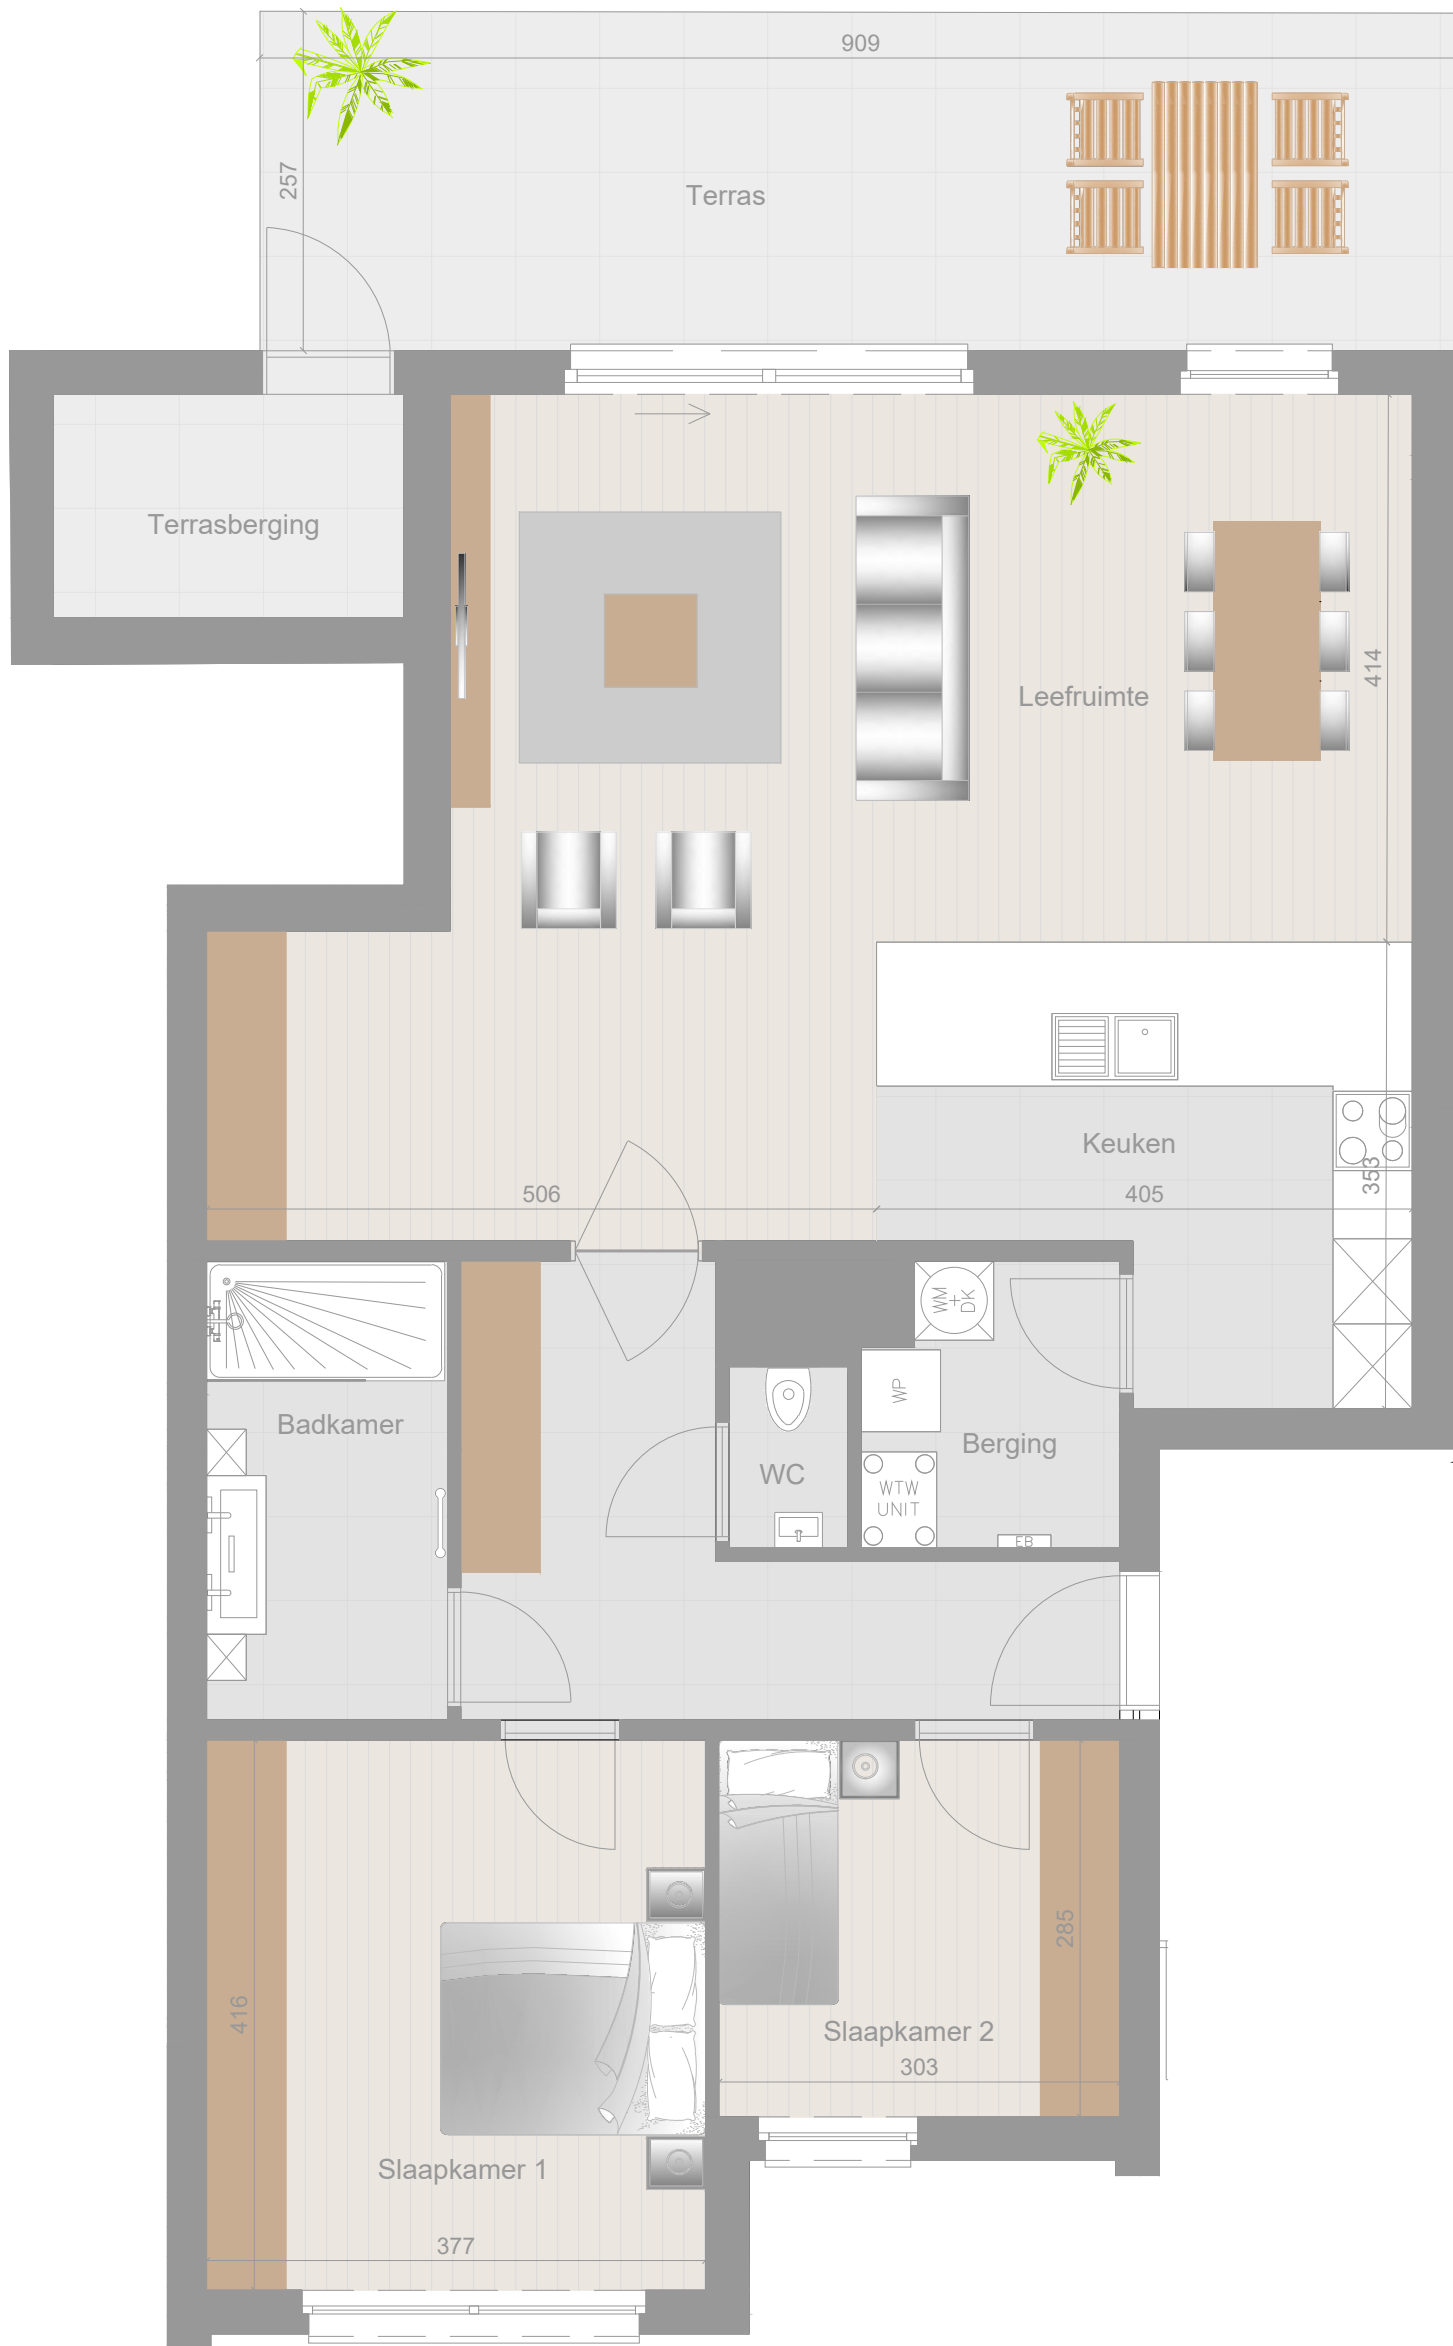 909
257
Terras
Terrasberging
Leefruimte
414
Keuken
353
506
405
WM
+
DK
WP
Badkamer
Berging
WC
WTW
UNIT
EB
285
416
Slaapkamer 2
303
Slaapkamer 1
377